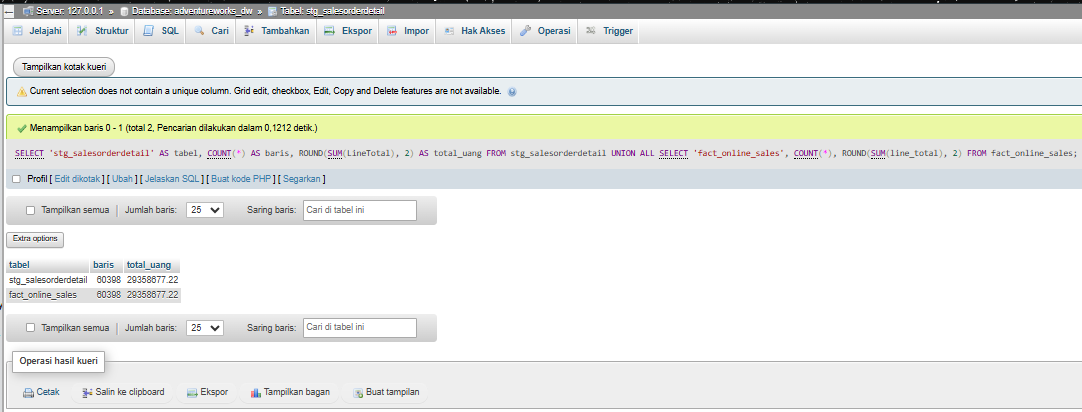 Server: 127.0.0.1 » Database: adventureworks_dw » Tabel: stg_salesorderdetail
Jelajahi Struktur SQL Cari Tambahkan Ekspor Impor Hak Akses Operasi Trigger
Tampilkan kotak kueri
Current selection does not contain a unique column. Grid edit, checkbox, Edit, Copy and Delete features are not available.
Menampilkan baris 0 - 1 (total 2, Pencarian dilakukan dalam 0,1212 detik.)
SELECT 'stg_salesorderdetail' AS tabel, COUNT(*) AS baris, ROUND(SUM(LineTotal), 2) AS total_uang FROM stg_salesorderdetail UNION ALL SELECT 'fact_online_sales', COUNT(*), ROUND(SUM(line_total), 2) FROM fact_online_sales;
Profil [ Edit dikotak ] [ Ubah ] [ Jelaskan SQL ] [ Buat kode PHP ] [ Segarkan ]
Tampilkan semua | Jumlah baris: 25 Saring baris: Cari di tabel ini
Extra options
tabel baris total_uang
stg_salesorderdetail 60398 29358677.22
fact_online_sales 60398 29358677.22
Tampilkan semua | Jumlah baris: 25 Saring baris: Cari di tabel ini
Operasi hasil kueri
Cetak Salin ke clipboard Ekspor Tampilkan bagan Buat tampilan